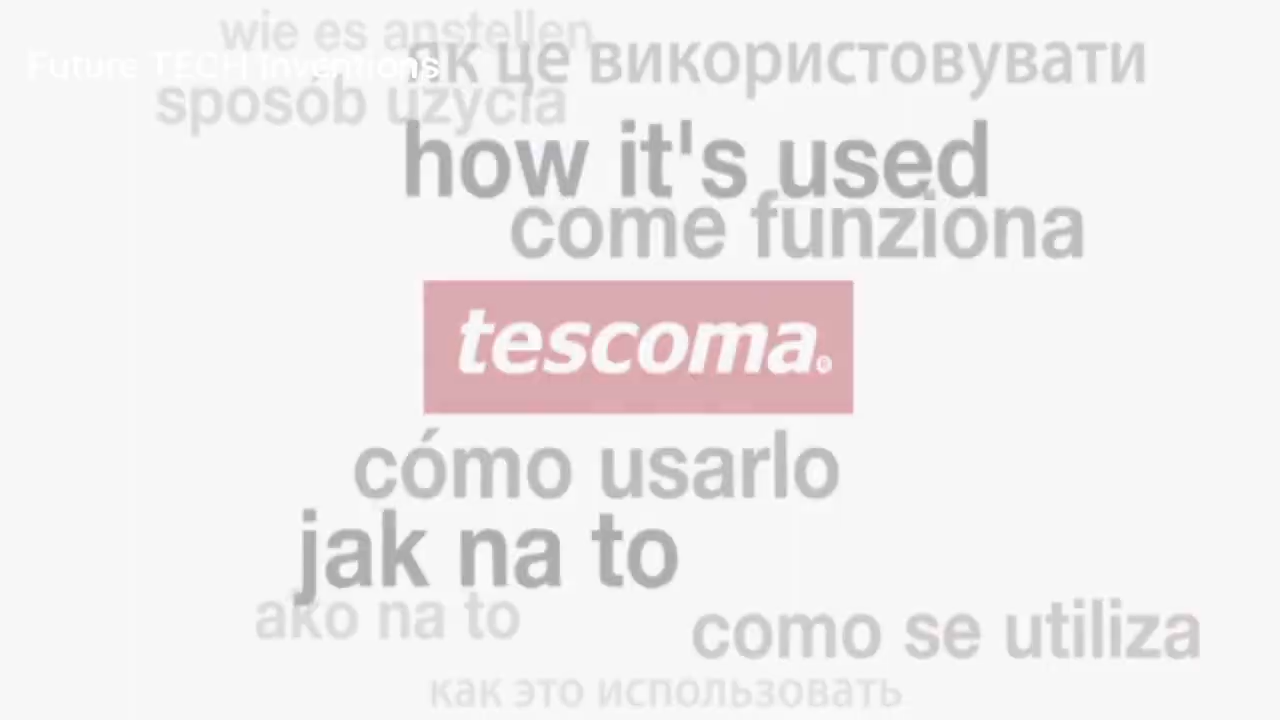 wie es anstellen
як це використовувати
Future TECH Inventions
sposób użycia
how it's used
come funziona
tescoma®
cómo usarlo
jak na to
ako na to
como se utiliza
как это использовать